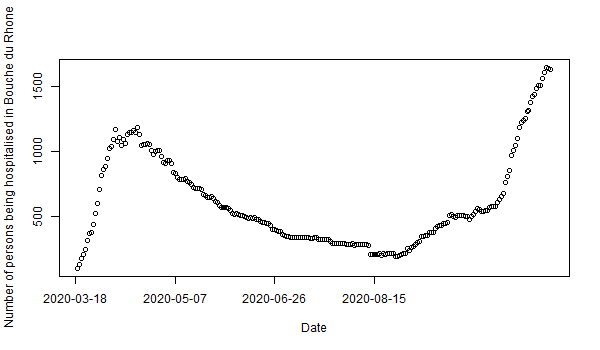 Number of persons being hospitalised in Bouche du Rhone
1500
1000
500
2020-03-18 2020-05-07 2020-06-26 2020-08-15
Date